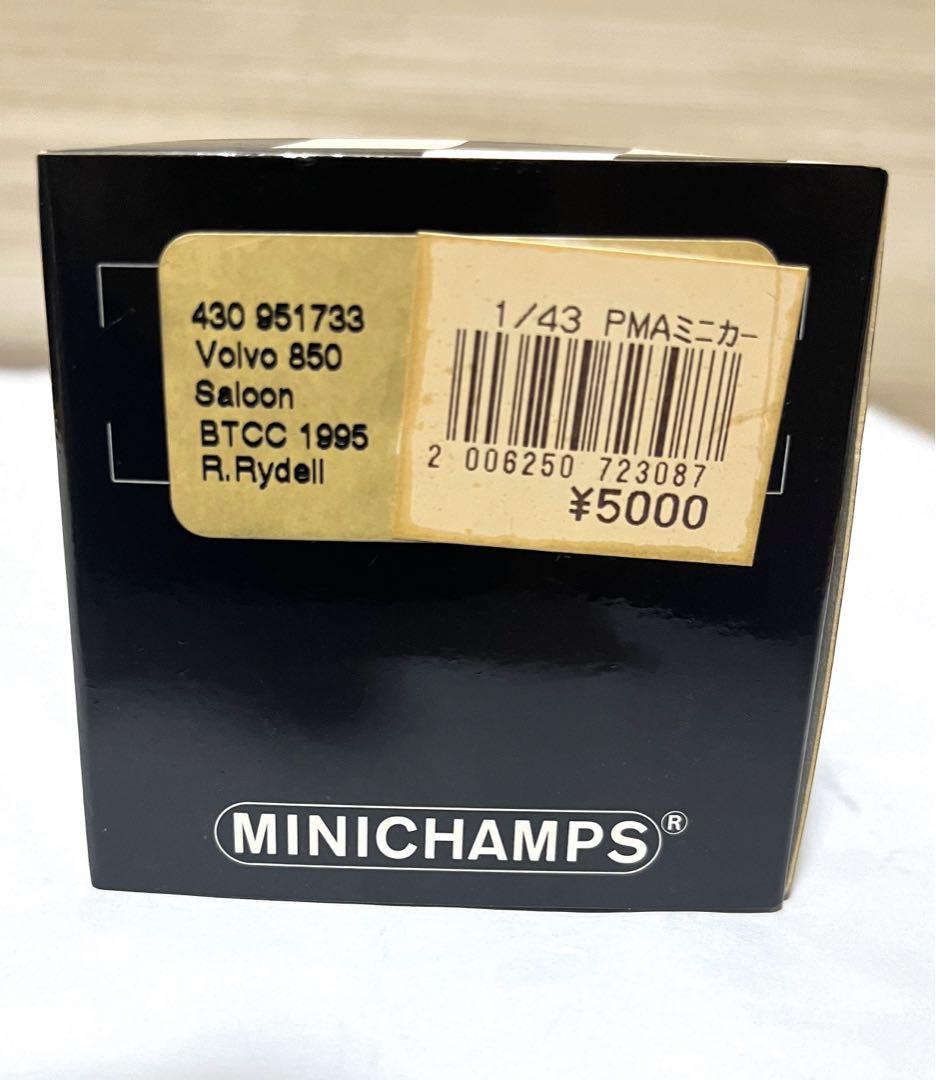 430 951733
Volvo 850
Saloon
BTCC 1995
R.Rydell
1/43 PMAミニカー
2 006250 723087
¥5000
MINICHAMPS®